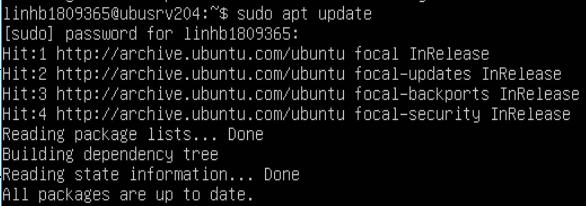 linhb1809365@ubusrv204:~$ sudo apt update
[sudo] password for linhb1809365:
Hit:1 http://archive.ubuntu.com/ubuntu focal InRelease
Hit:2 http://archive.ubuntu.com/ubuntu focal-updates InRelease
Hit:3 http://archive.ubuntu.com/ubuntu focal-backports InRelease
Hit:4 http://archive.ubuntu.com/ubuntu focal-security InRelease
Reading package lists... Done
Building dependency tree
Reading state information... Done
All packages are up to date.